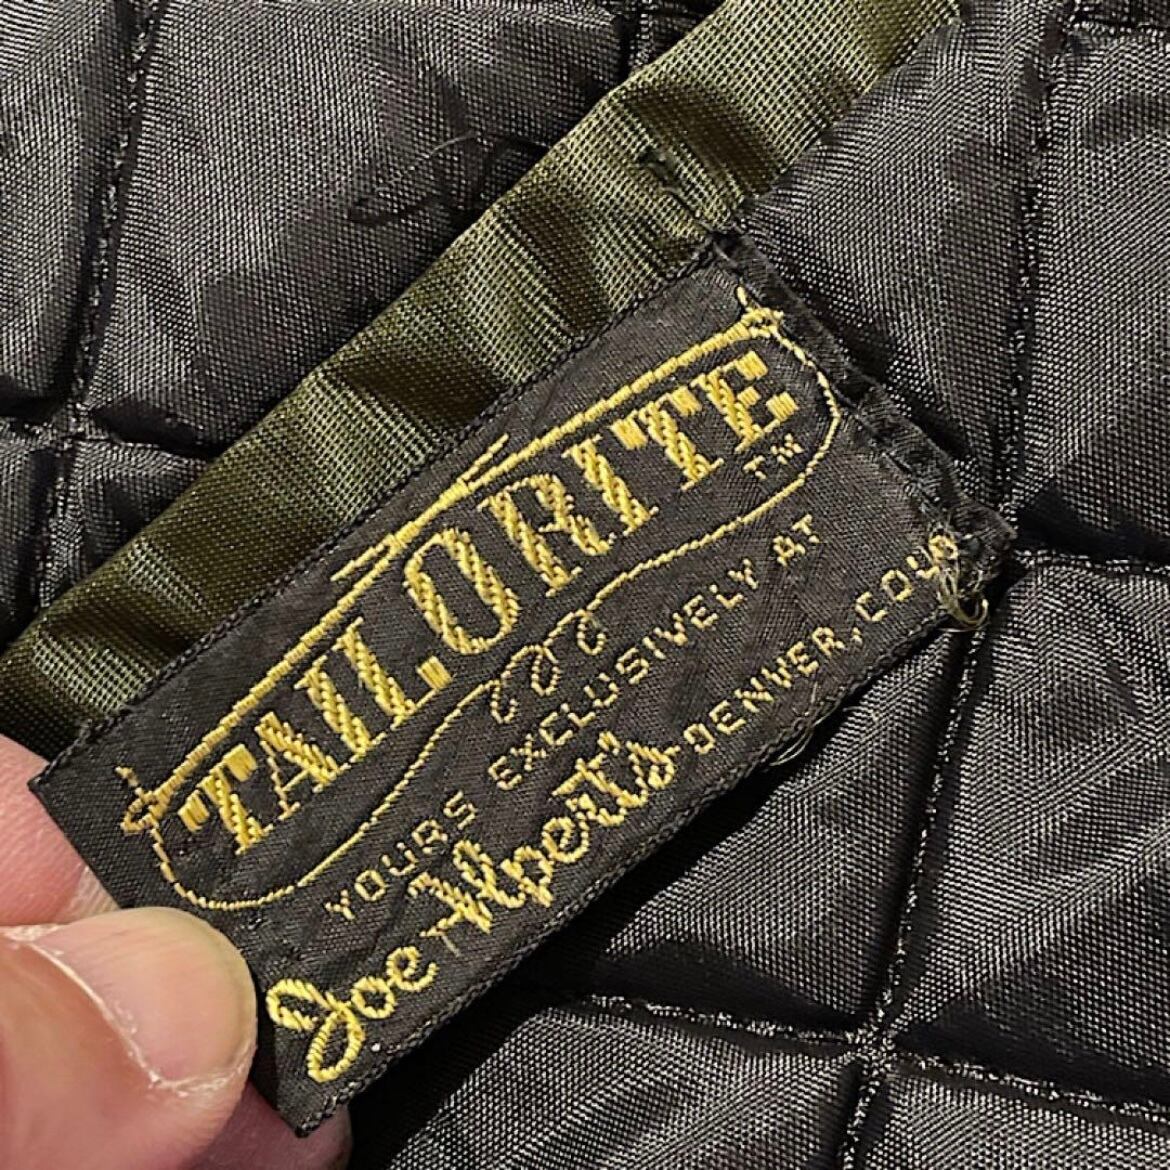 TAILORITE
TM
YOURS EXCLUSIVELY AT
Joe Alpert's DENVER, COLO